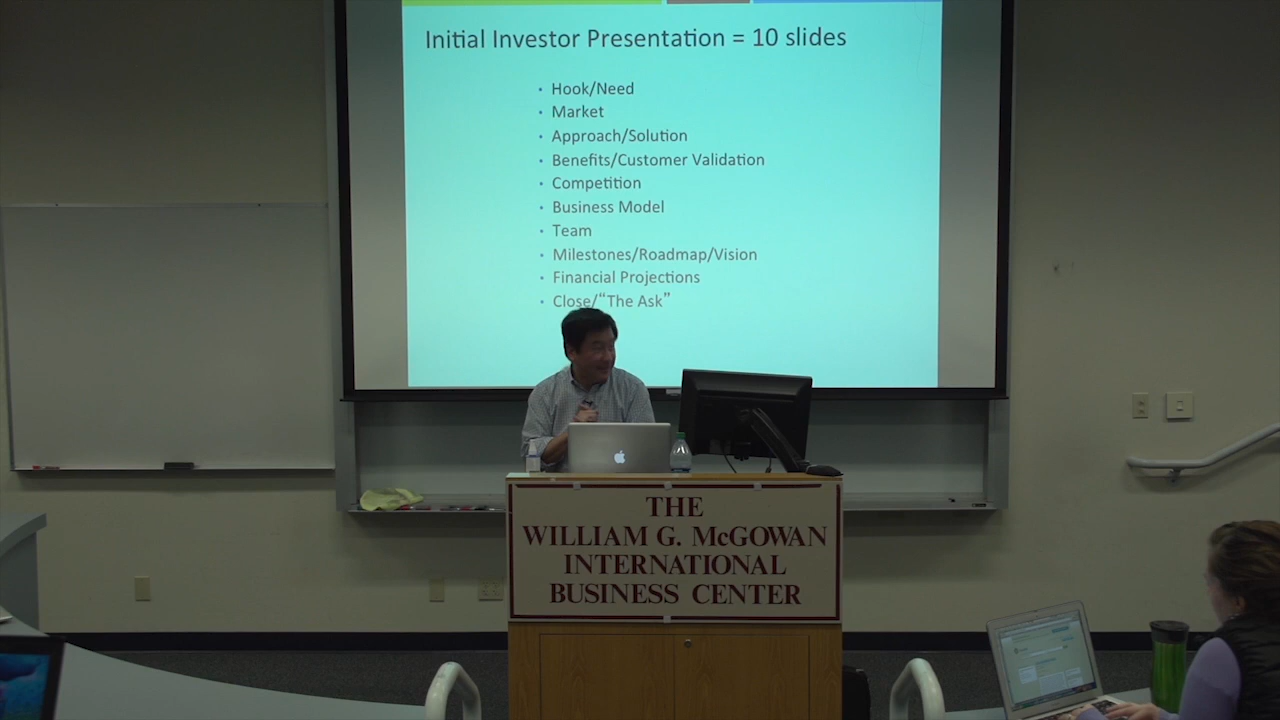 Initial Investor Presentation = 10 slides
• Hook/Need
• Market
• Approach/Solution
• Benefits/Customer Validation
• Competition
• Business Model
• Team
• Milestones/Roadmap/Vision
• Financial Projections
• Close/“The Ask”
THE
WILLIAM G. McGOWAN
INTERNATIONAL
BUSINESS CENTER